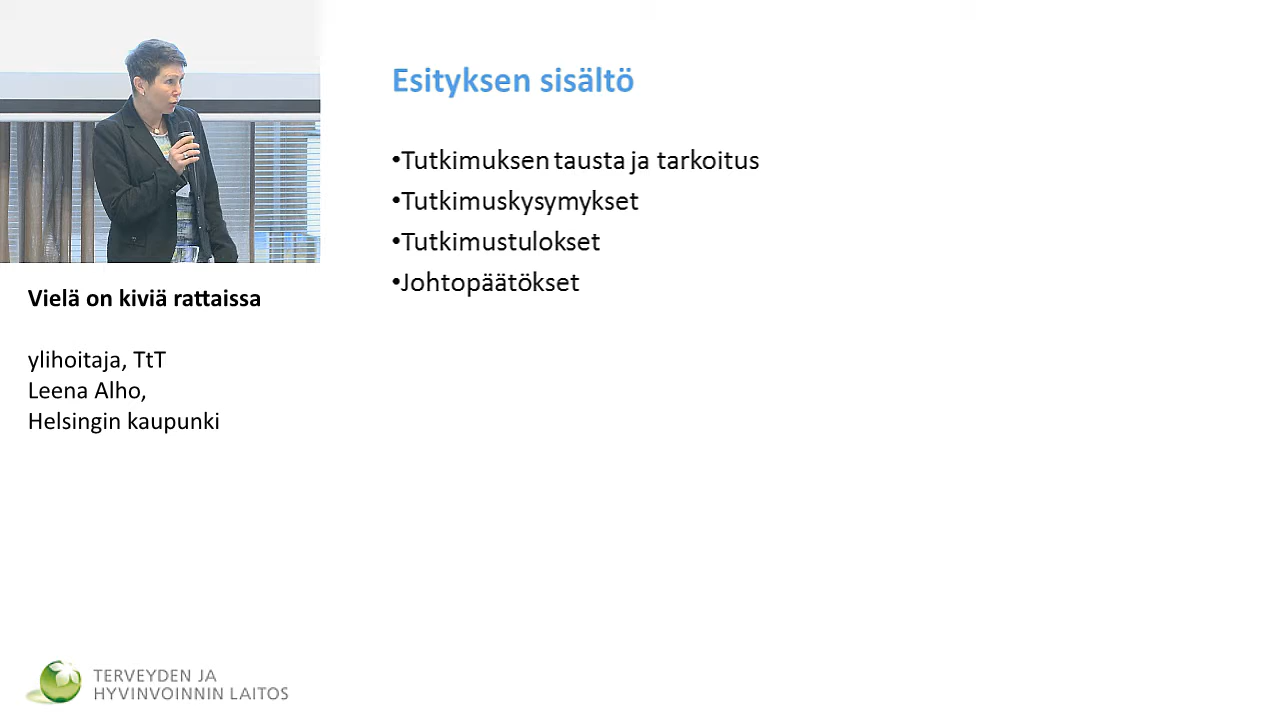 Esityksen sisältö
•Tutkimuksen tausta ja tarkoitus
•Tutkimuskysymykset
•Tutkimustulokset
•Johtopäätökset
Vielä on kiviä rattaissa
ylihoitaja, TtT
Leena Alho,
Helsingin kaupunki
TERVEYDEN JA
HYVINVOINNIN LAITOS